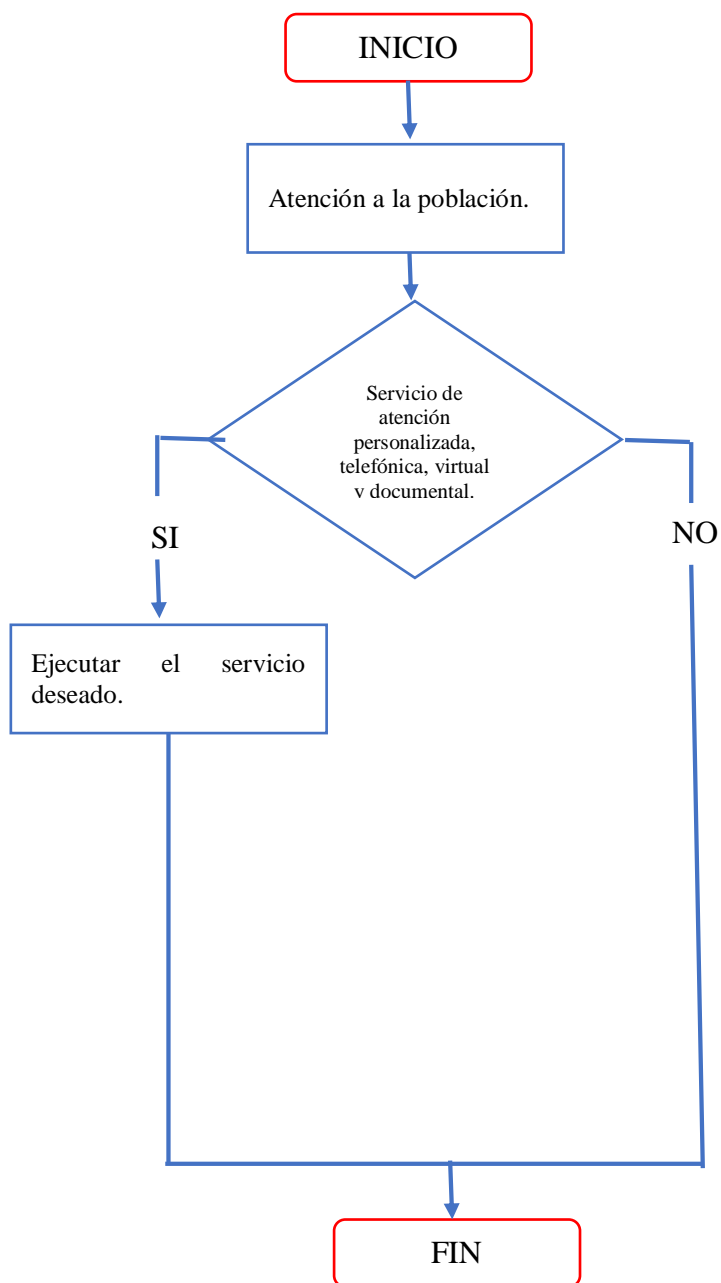 INICIO
Atención a la población.
Servicio de
atención
personalizada,
telefónica, virtual
y documental.
SI
NO
Ejecutar el servicio
deseado.
FIN